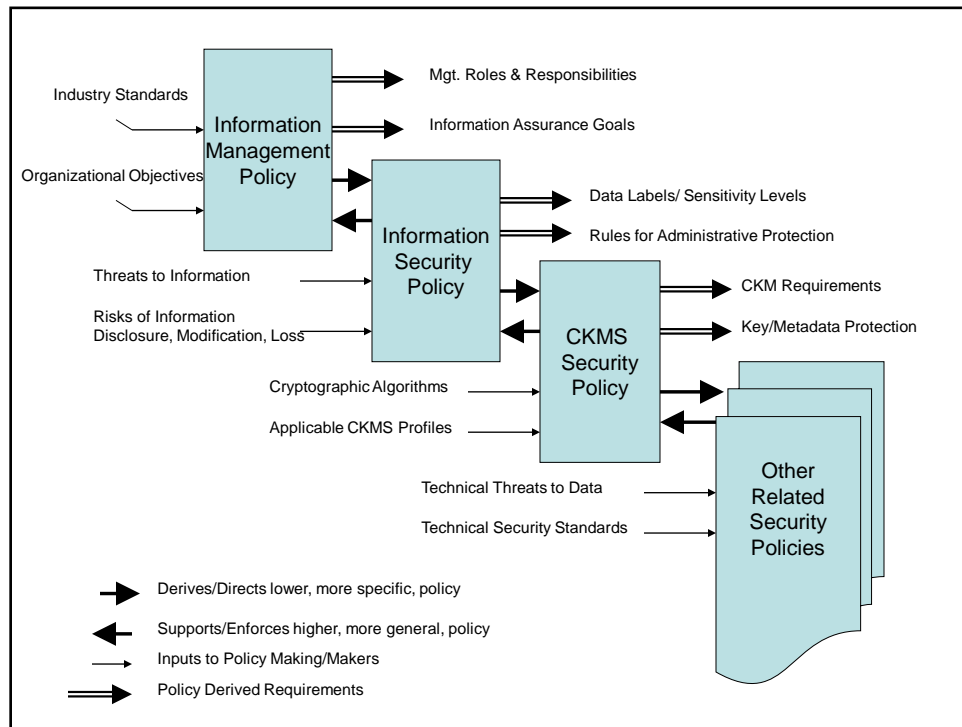 Mgt. Roles & Responsibilities
Industry Standards
Information Assurance Goals
Information
Management
Policy
Organizational Objectives
Data Labels/ Sensitivity Levels
Rules for Administrative Protection
Information
Security
Policy
Threats to Information
CKM Requirements
Risks of Information
Disclosure, Modification, Loss
Key/Metadata Protection
CKMS
Security
Policy
Cryptographic Algorithms
Applicable CKMS Profiles
Other
Related
Security
Policies
Technical Threats to Data
Technical Security Standards
Derives/Directs lower, more specific, policy
Supports/Enforces higher, more general, policy
Inputs to Policy Making/Makers
Policy Derived Requirements